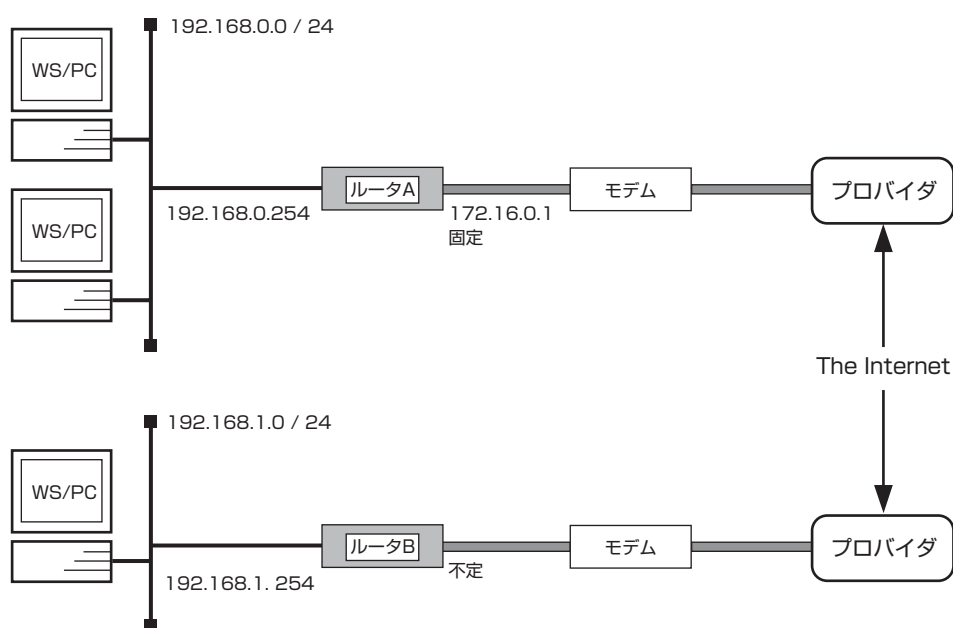 192.168.0.0 / 24
WS/PC
WS/PC
192.168.0.254
ルータA
172.16.0.1
固定
モデム
プロバイダ
The Internet
192.168.1.0 / 24
WS/PC
192.168.1. 254
ルータB
不定
モデム
プロバイダ